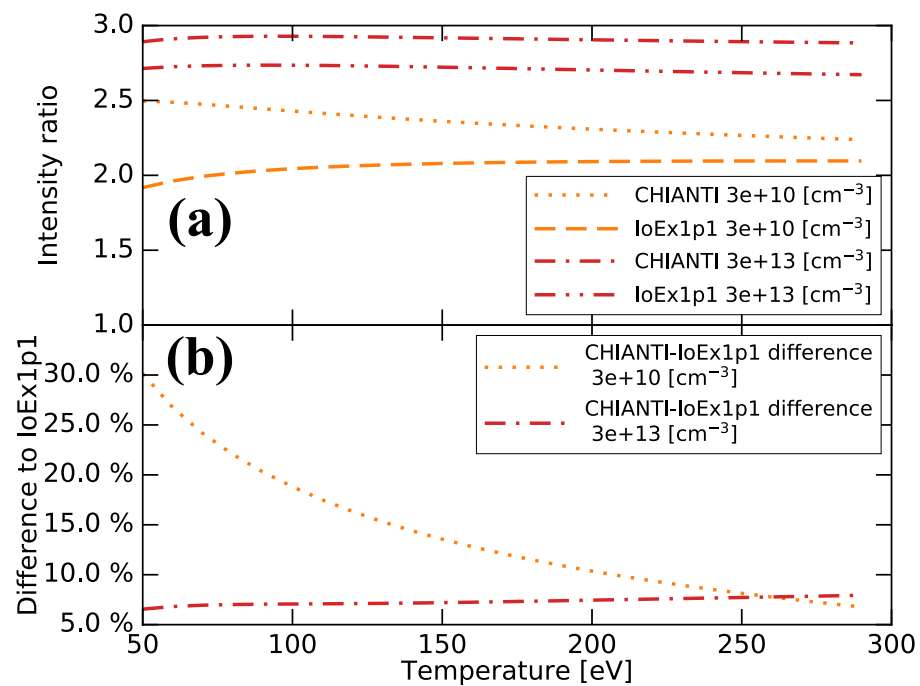 3.0
2.5
2.0
1.5
1.0
Intensity ratio
(a)
CHIANTI 3e+10 [cm⁻³]
IoEx1p1 3e+10 [cm⁻³]
CHIANTI 3e+13 [cm⁻³]
IoEx1p1 3e+13 [cm⁻³]
(b)
CHIANTI-IoEx1p1 difference
3e+10 [cm⁻³]
CHIANTI-IoEx1p1 difference
3e+13 [cm⁻³]
30.0 %
25.0 %
20.0 %
15.0 %
10.0 %
5.0 %
Difference to IoEx1p1
50 100 150 200 250 300
Temperature [eV]